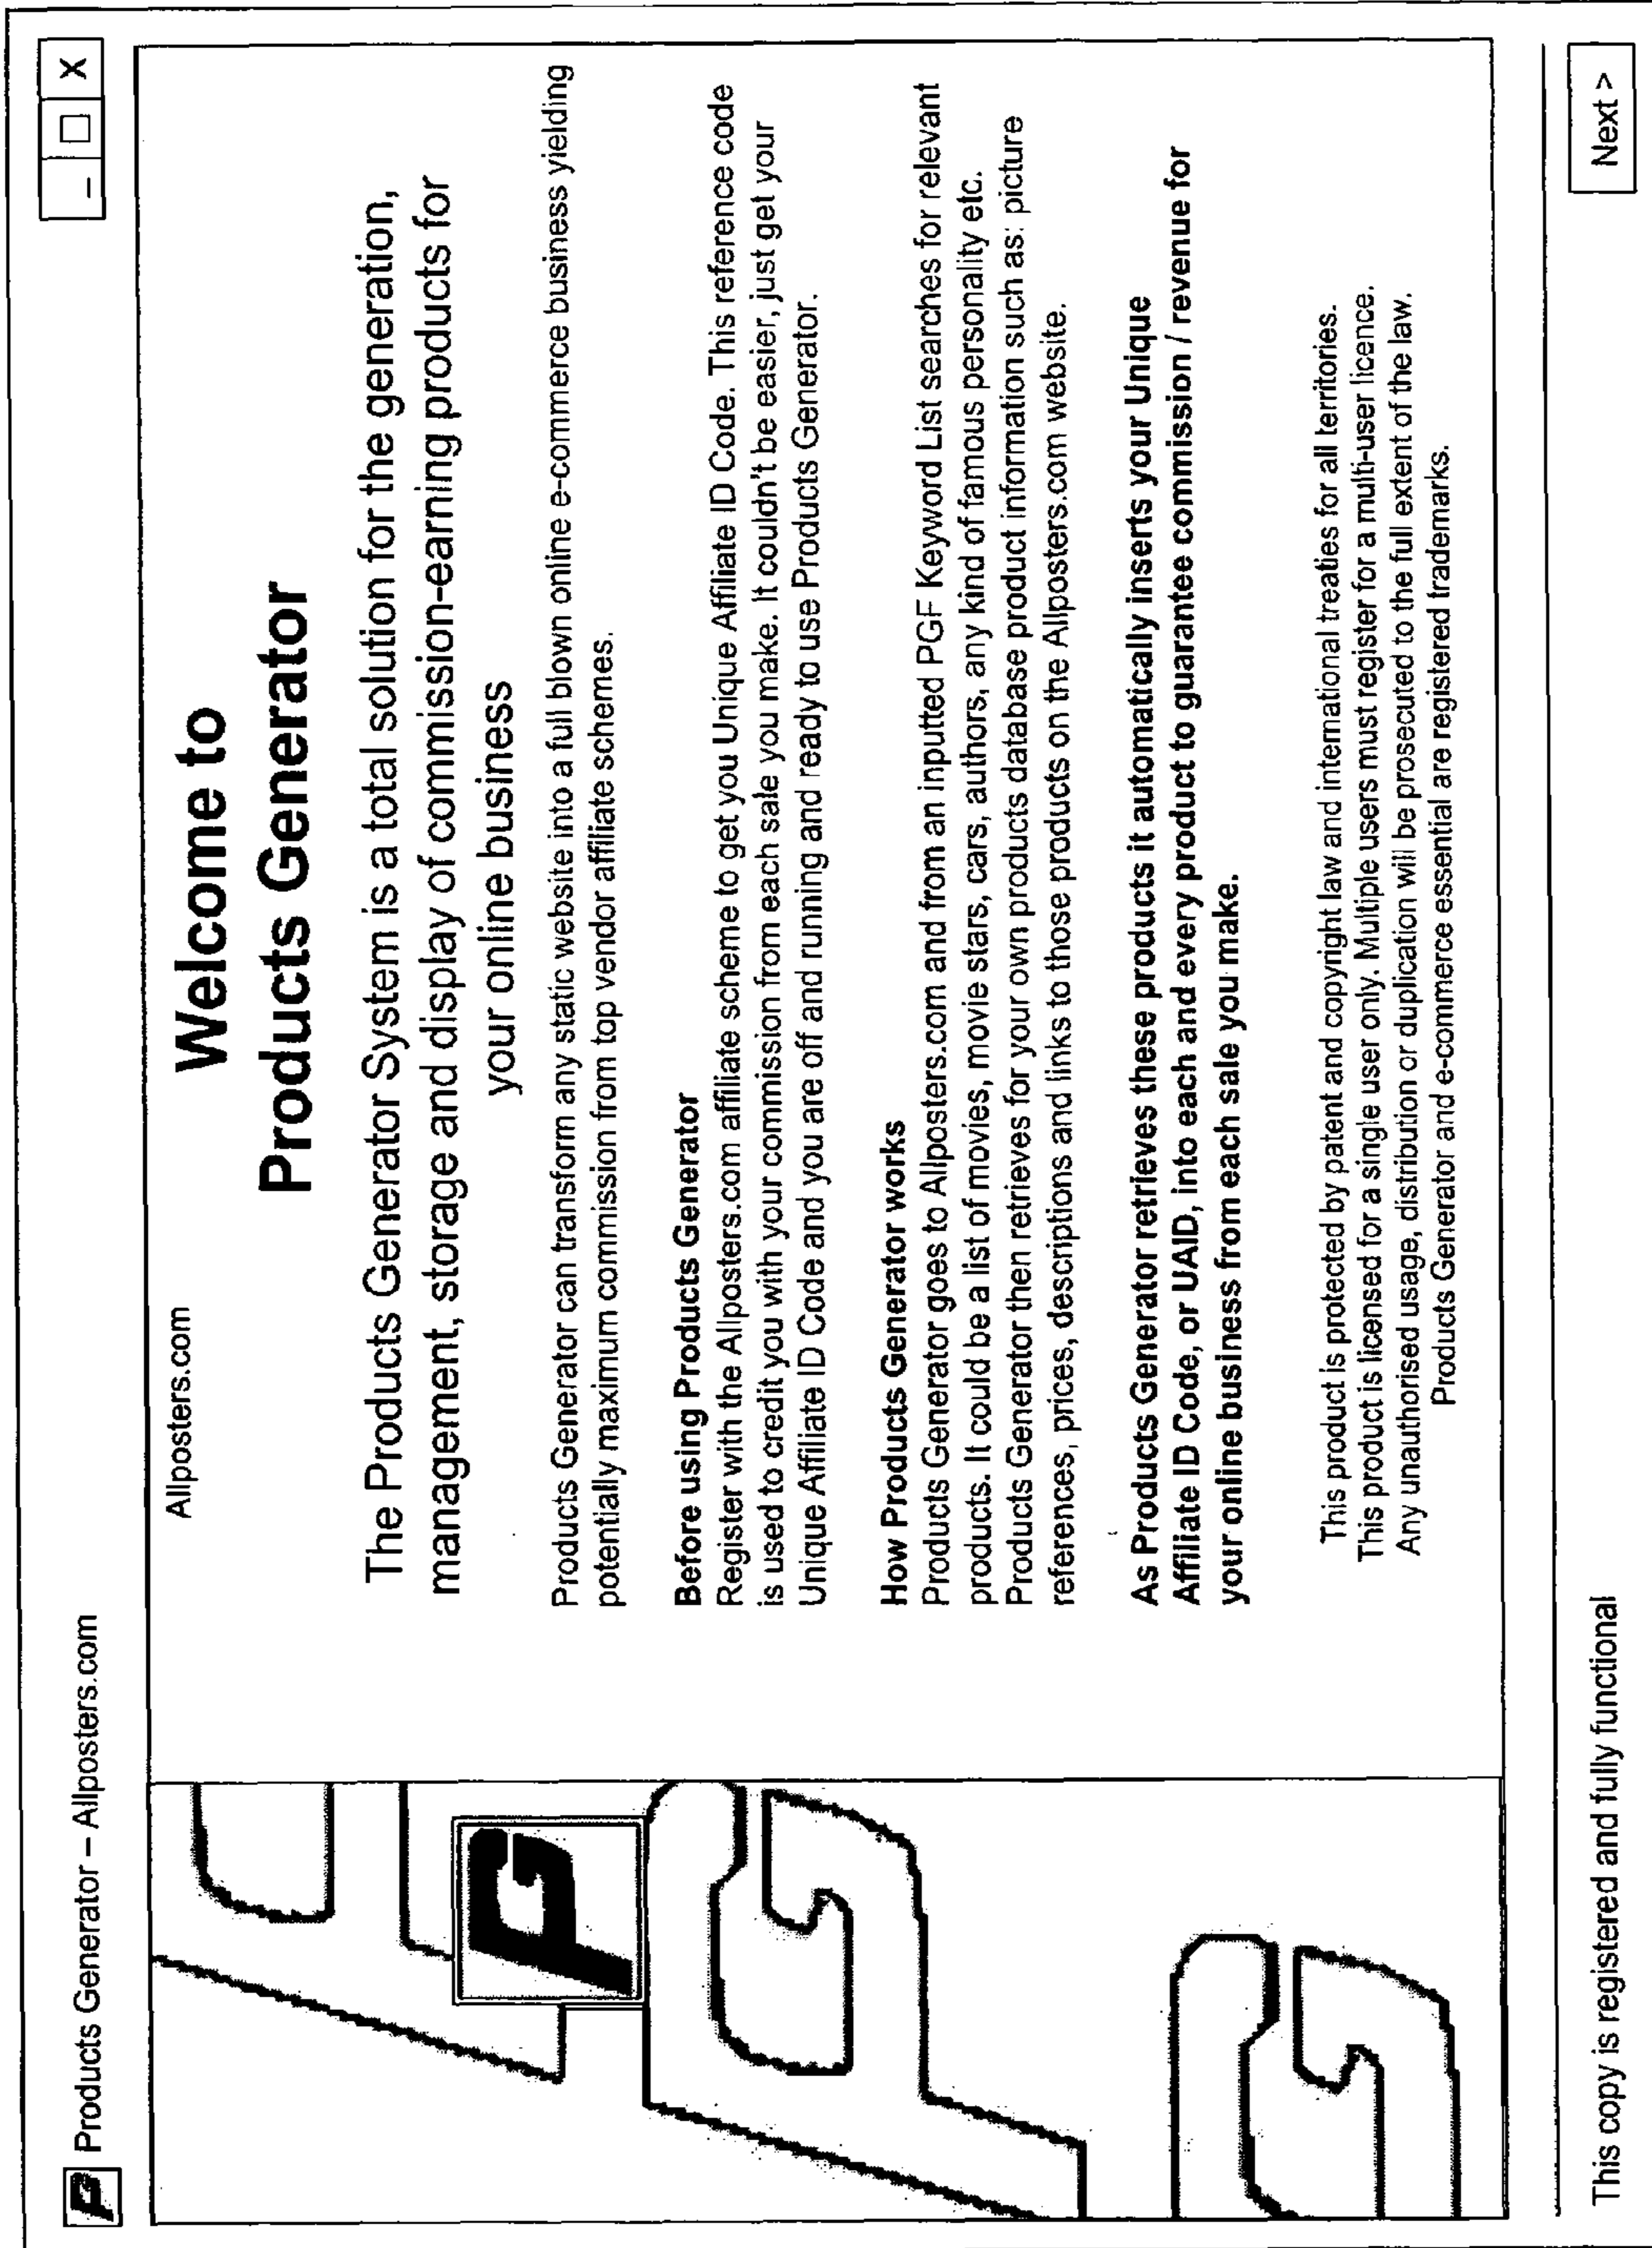 Products Generator – Allposters.com
_ □ X
Allposters.com
Welcome to
Products Generator
The Products Generator System is a total solution for the generation,
management, storage and display of commission-earning products for
your online business
Products Generator can transform any static website into a full blown online e-commerce business yielding
potentially maximum commission from top vendor affiliate schemes.
Before using Products Generator
Register with the Allposters.com affiliate scheme to get you Unique Affiliate ID Code. This reference code
is used to credit you with your commission from each sale you make. It couldn't be easier, just get your
Unique Affiliate ID Code and you are off and running and ready to use Products Generator.
How Products Generator works
Products Generator goes to Allposters.com and from an inputted PGF Keyword List searches for relevant
products. It could be a list of movies, movie stars, cars, authors, any kind of famous personality etc.
Products Generator then retrieves for your own products database product information such as: picture
references, prices, descriptions and links to those products on the Allposters.com website.
As Products Generator retrieves these products it automatically inserts your Unique
Affiliate ID Code, or UAID, into each and every product to guarantee commission / revenue for
your online business from each sale you make.
This product is protected by patent and copyright law and international treaties for all territories.
This product is licensed for a single user only. Multiple users must register for a multi-user licence.
Any unauthorised usage, distribution or duplication will be prosecuted to the full extent of the law.
Products Generator and e-commerce essential are registered trademarks.
This copy is registered and fully functional
Next >